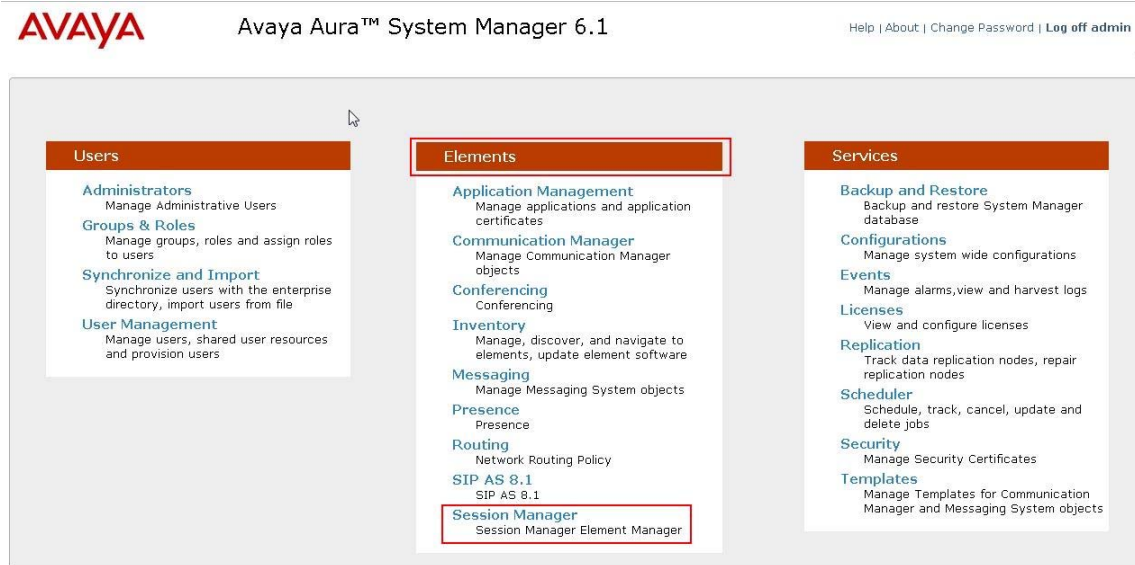 AVAYA
Avaya Aura™ System Manager 6.1
Help | About | Change Password | Log off admin
Users
Administrators
Manage Administrative Users
Groups & Roles
Manage groups, roles and assign roles
to users
Synchronize and Import
Synchronize users with the enterprise
directory, import users from file
User Management
Manage users, shared user resources
and provision users
Elements
Application Management
Manage applications and application
certificates
Communication Manager
Manage Communication Manager
objects
Conferencing
Conferencing
Inventory
Manage, discover, and navigate to
elements, update element software
Messaging
Manage Messaging System objects
Presence
Presence
Routing
Network Routing Policy
SIP AS 8.1
SIP AS 8.1
Session Manager
Session Manager Element Manager
Services
Backup and Restore
Backup and restore System Manager
database
Configurations
Manage system wide configurations
Events
Manage alarms,view and harvest logs
Licenses
View and configure licenses
Replication
Track data replication nodes, repair
replication nodes
Scheduler
Schedule, track, cancel, update and
delete jobs
Security
Manage Security Certificates
Templates
Manage Templates for Communication
Manager and Messaging System objects